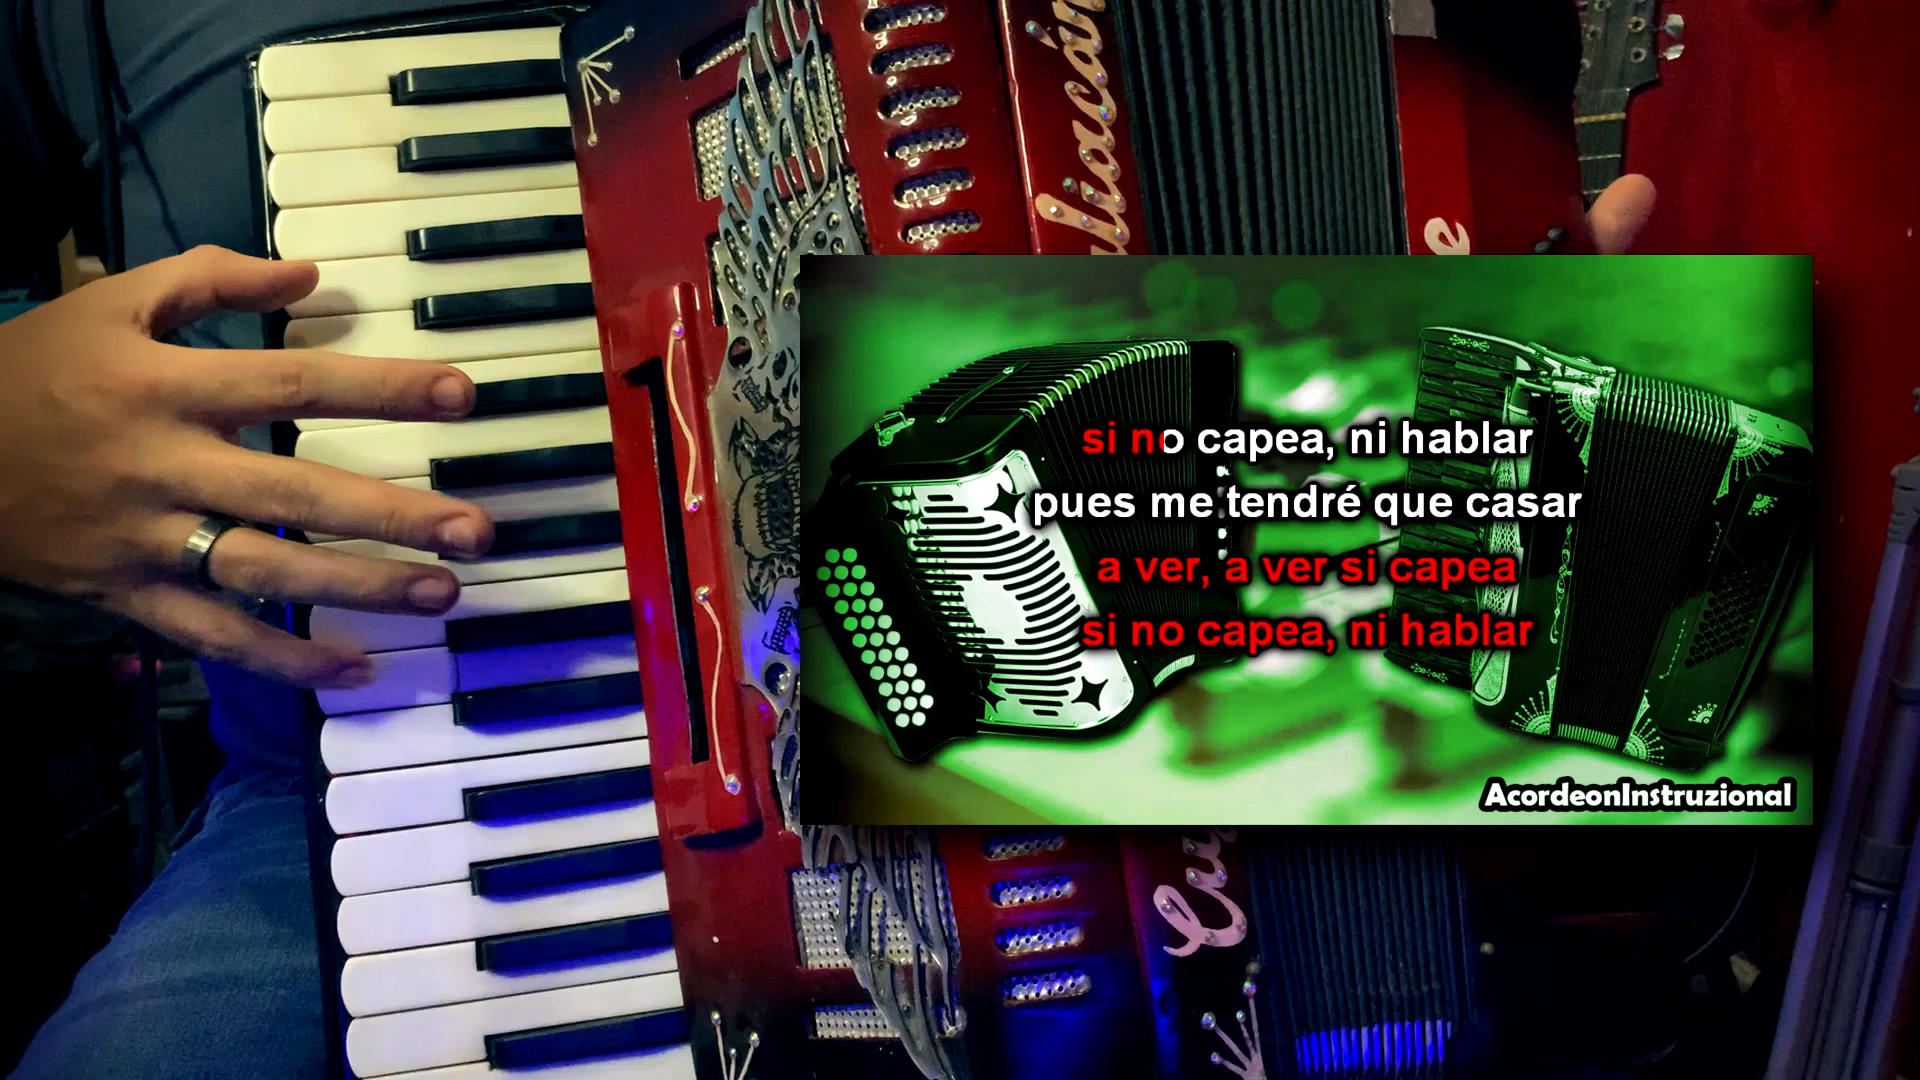 si no capea, ni hablar
pues me tendré que casar
a ver, a ver si capea
si no capea, ni hablar
AcordeonInstruzional